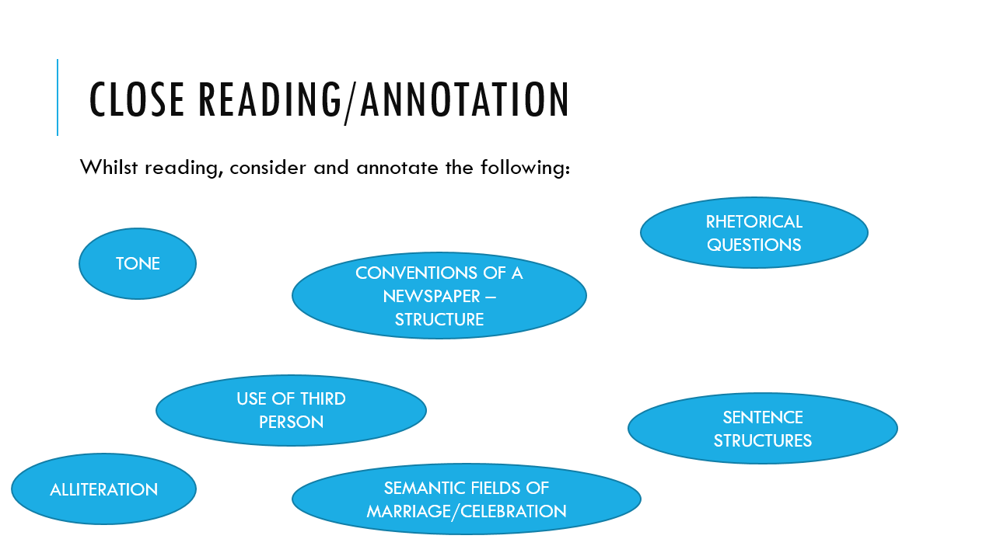 CLOSE READING/ANNOTATION
Whilst reading, consider and annotate the following:
RHETORICAL
QUESTIONS
TONE
CONVENTIONS OF A
NEWSPAPER –
STRUCTURE
USE OF THIRD
PERSON
SENTENCE
STRUCTURES
ALLITERATION
SEMANTIC FIELDS OF
MARRIAGE/CELEBRATION